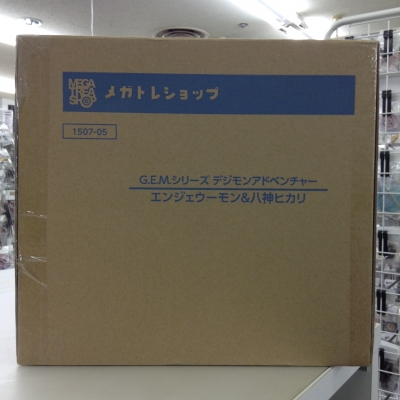 MEGA
TREA
SHOP
メガトレショップ
1507-05
G.E.M.シリーズ デジモンアドベンチャー
エンジェウーモン&八神ヒカリ